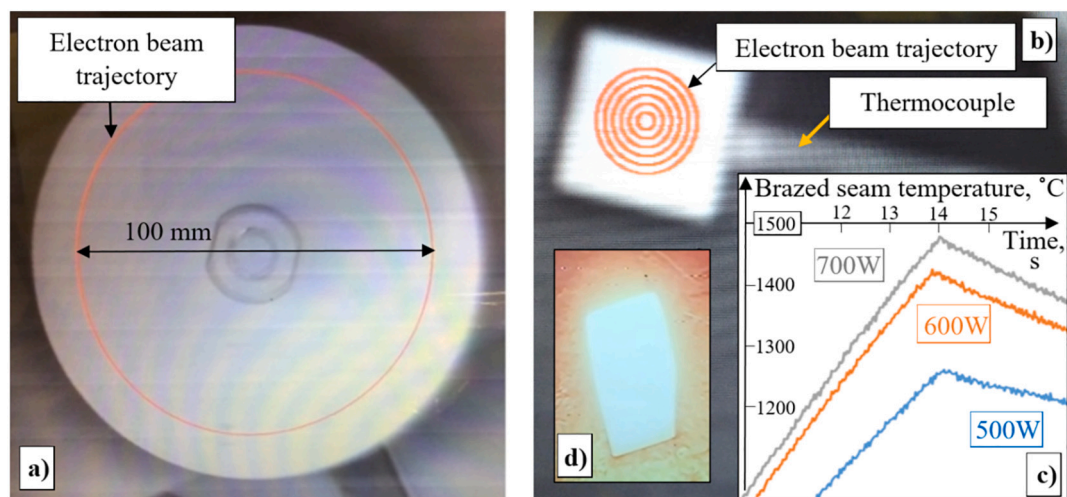 Electron beam
trajectory
100 mm
a)
b)
Electron beam trajectory
Thermocouple
Brazed seam temperature, ˚C
1500
12 13 14 15
Time,
s
700W
1400
600W
1300
1200
500W
d)
c)